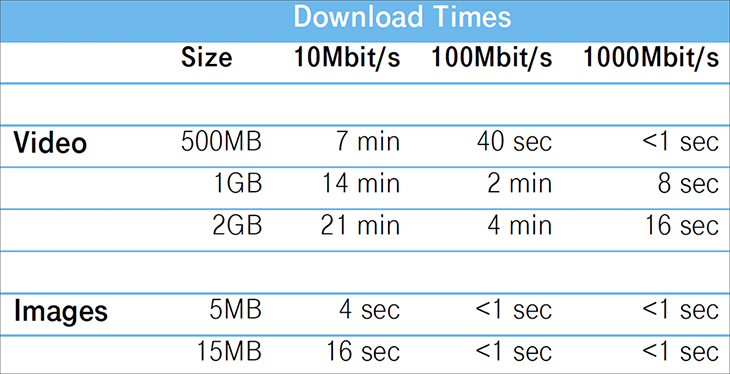 Download Times
Size 10Mbit/s 100Mbit/s 1000Mbit/s
Video 500MB 7 min 40 sec <1 sec
1GB 14 min 2 min 8 sec
2GB 21 min 4 min 16 sec
Images 5MB 4 sec <1 sec <1 sec
15MB 16 sec <1 sec <1 sec